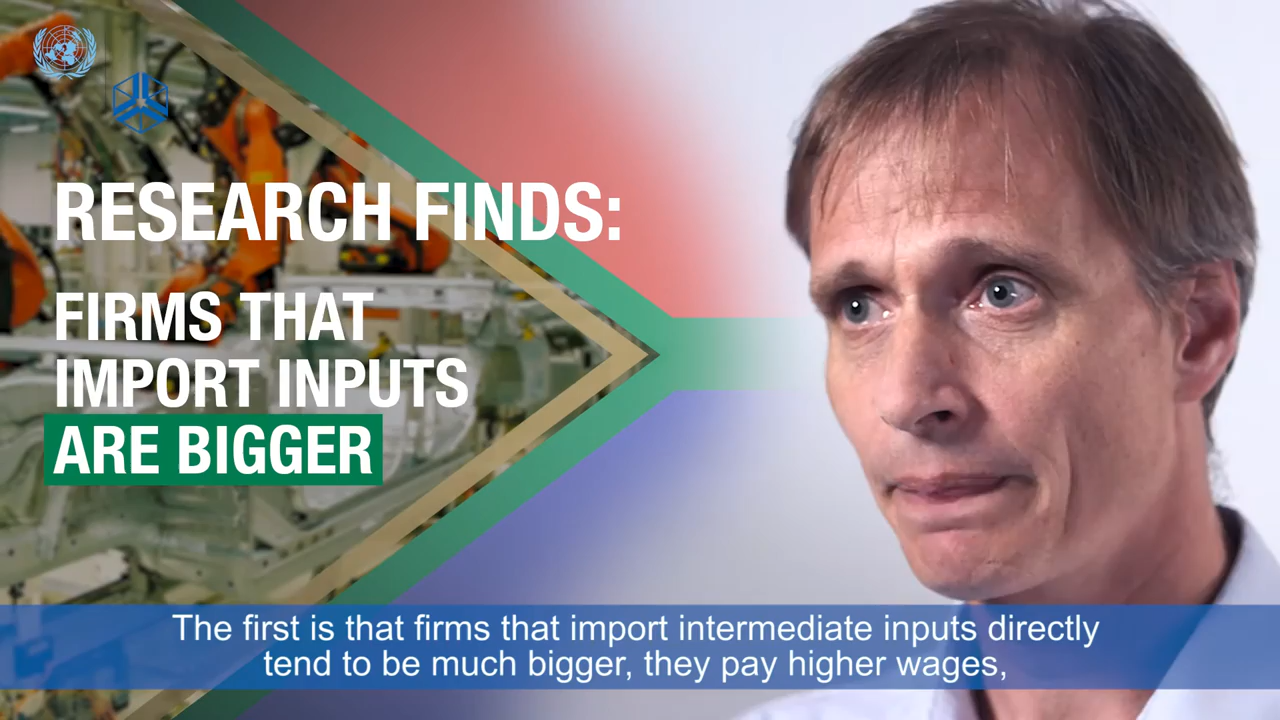 RESEARCH FINDS:
FIRMS THAT
IMPORT INPUTS
ARE BIGGER
The first is that firms that import intermediate inputs directly
tend to be much bigger, they pay higher wages,